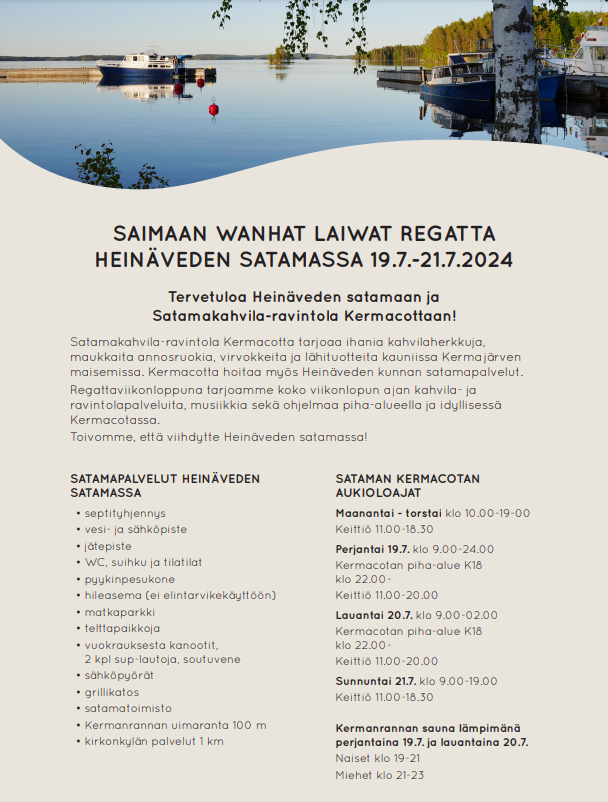 SAIMAAN WANHAT LAIWAT REGATTA
HEINÄVEDEN SATAMASSA 19.7.-21.7.2024
Tervetuloa Heinäveden satamaan ja
Satamakahvila-ravintola Kermacottaan!
Satamakahvila-ravintola Kermacotta tarjoaa ihania kahvilaherkkuja,
maukkaita annosruokia, virvokkeita ja lähituotteita kauniissa Kermajärven
maisemissa. Kermacotta hoitaa myös Heinäveden kunnan satamapalvelut.
Regattaviikonloppuna tarjoamme koko viikonlopun ajan kahvila- ja
ravintolapalveluita, musiikkia sekä ohjelmaa piha-alueella ja idyllisessä
Kermacotassa.
Toivomme, että viihdytte Heinäveden satamassa!
SATAMAPALVELUT HEINÄVEDEN
SATAMASSA
• septityhjennys
• vesi- ja sähköpiste
• jätepiste
• WC, suihku ja tilatilat
• pyykinpesukone
• hileasema (ei elintarvikekäyttöön)
• matkaparkki
• telttapaikkoja
• vuokrauksesta kanootit,
2 kpl sup-lautoja, soutuvene
• sähköpyörät
• grillikatos
• satamatoimisto
• Kermanrannan uimaranta 100 m
• kirkonkylän palvelut 1 km
SATAMAN KERMACOTAN
AUKIOLOAJAT
Maanantai - torstai klo 10.00-19-00
Keittiö 11.00-18.30
Perjantai 19.7. klo 9.00-24.00
Kermacotan piha-alue K18
klo 22.00-
Keittiö 11.00-20.00
Lauantai 20.7. klo 9.00-02.00
Kermacotan piha-alue K18
klo 22.00-
Keittiö 11.00-20.00
Sunnuntai 21.7. klo 9.00-19.00
Keittiö 11.00-18.30
Kermanrannan sauna lämpimänä
perjantaina 19.7. ja lauantaina 20.7.
Naiset klo 19-21
Miehet klo 21-23